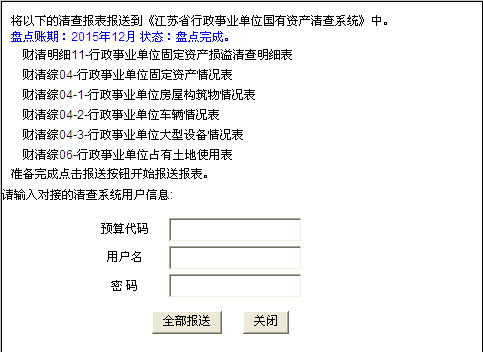 将以下的清查报表报送到《江苏省行政事业单位国有资产清查系统》中。
盘点账期：2015年12月 状态：盘点完成。
财清明细11-行政事业单位固定资产损溢清查明细表
财清综04-行政事业单位固定资产情况表
财清综04-1-行政事业单位房屋构筑物情况表
财清综04-2-行政事业单位车辆情况表
财清综04-3-行政事业单位大型设备情况表
财清综06-行政事业单位占有土地使用表
准备完成点击报送按钮开始报送报表。
请输入对接的清查系统用户信息:
预算代码
用户名
密 码
全部报送 关闭